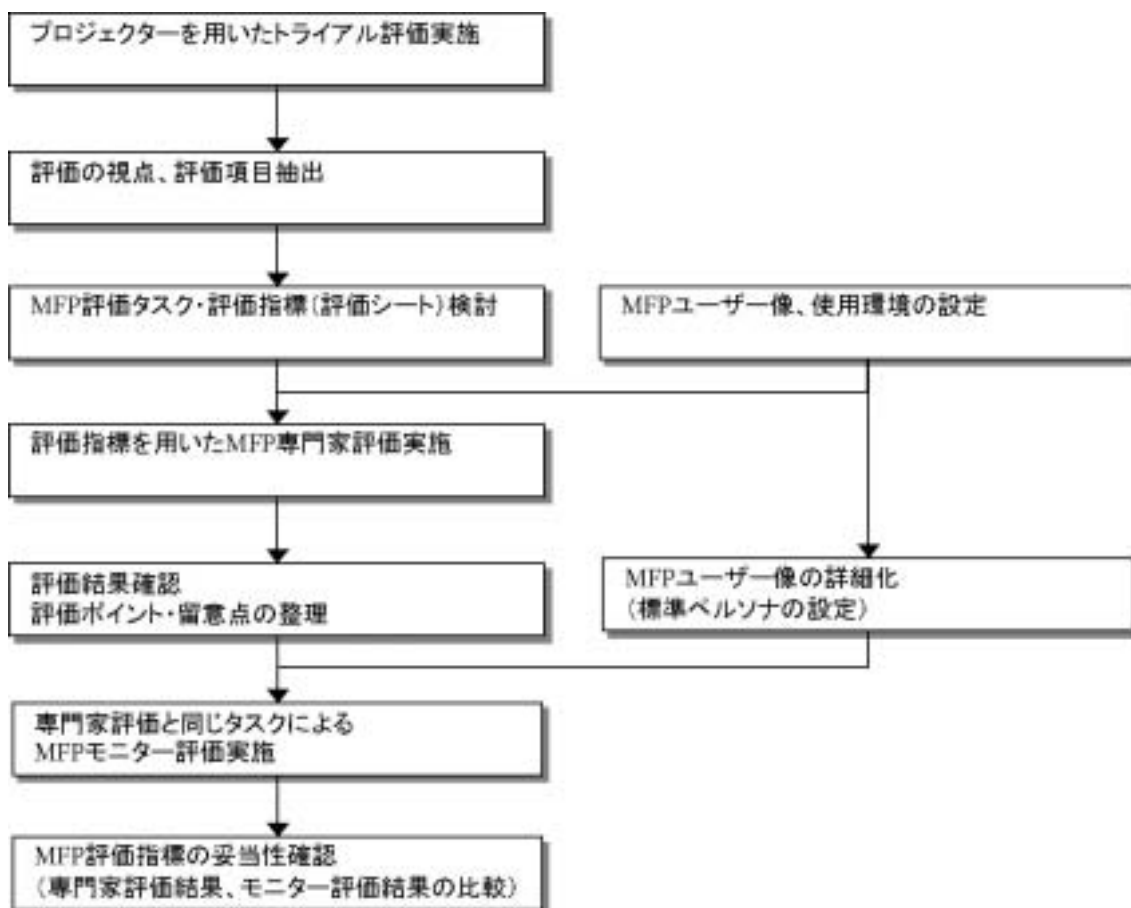 プロジェクターを用いたトライアル評価実施
評価の視点、評価項目抽出
MFP評価タスク・評価指標(評価シート)検討
MFPユーザー像、使用環境の設定
評価指標を用いたMFP専門家評価実施
評価結果確認
評価ポイント・留意点の整理
MFPユーザー像の詳細化
(標準ペルソナの設定)
専門家評価と同じタスクによる
MFPモニター評価実施
MFP評価指標の妥当性確認
(専門家評価結果、モニター評価結果の比較)